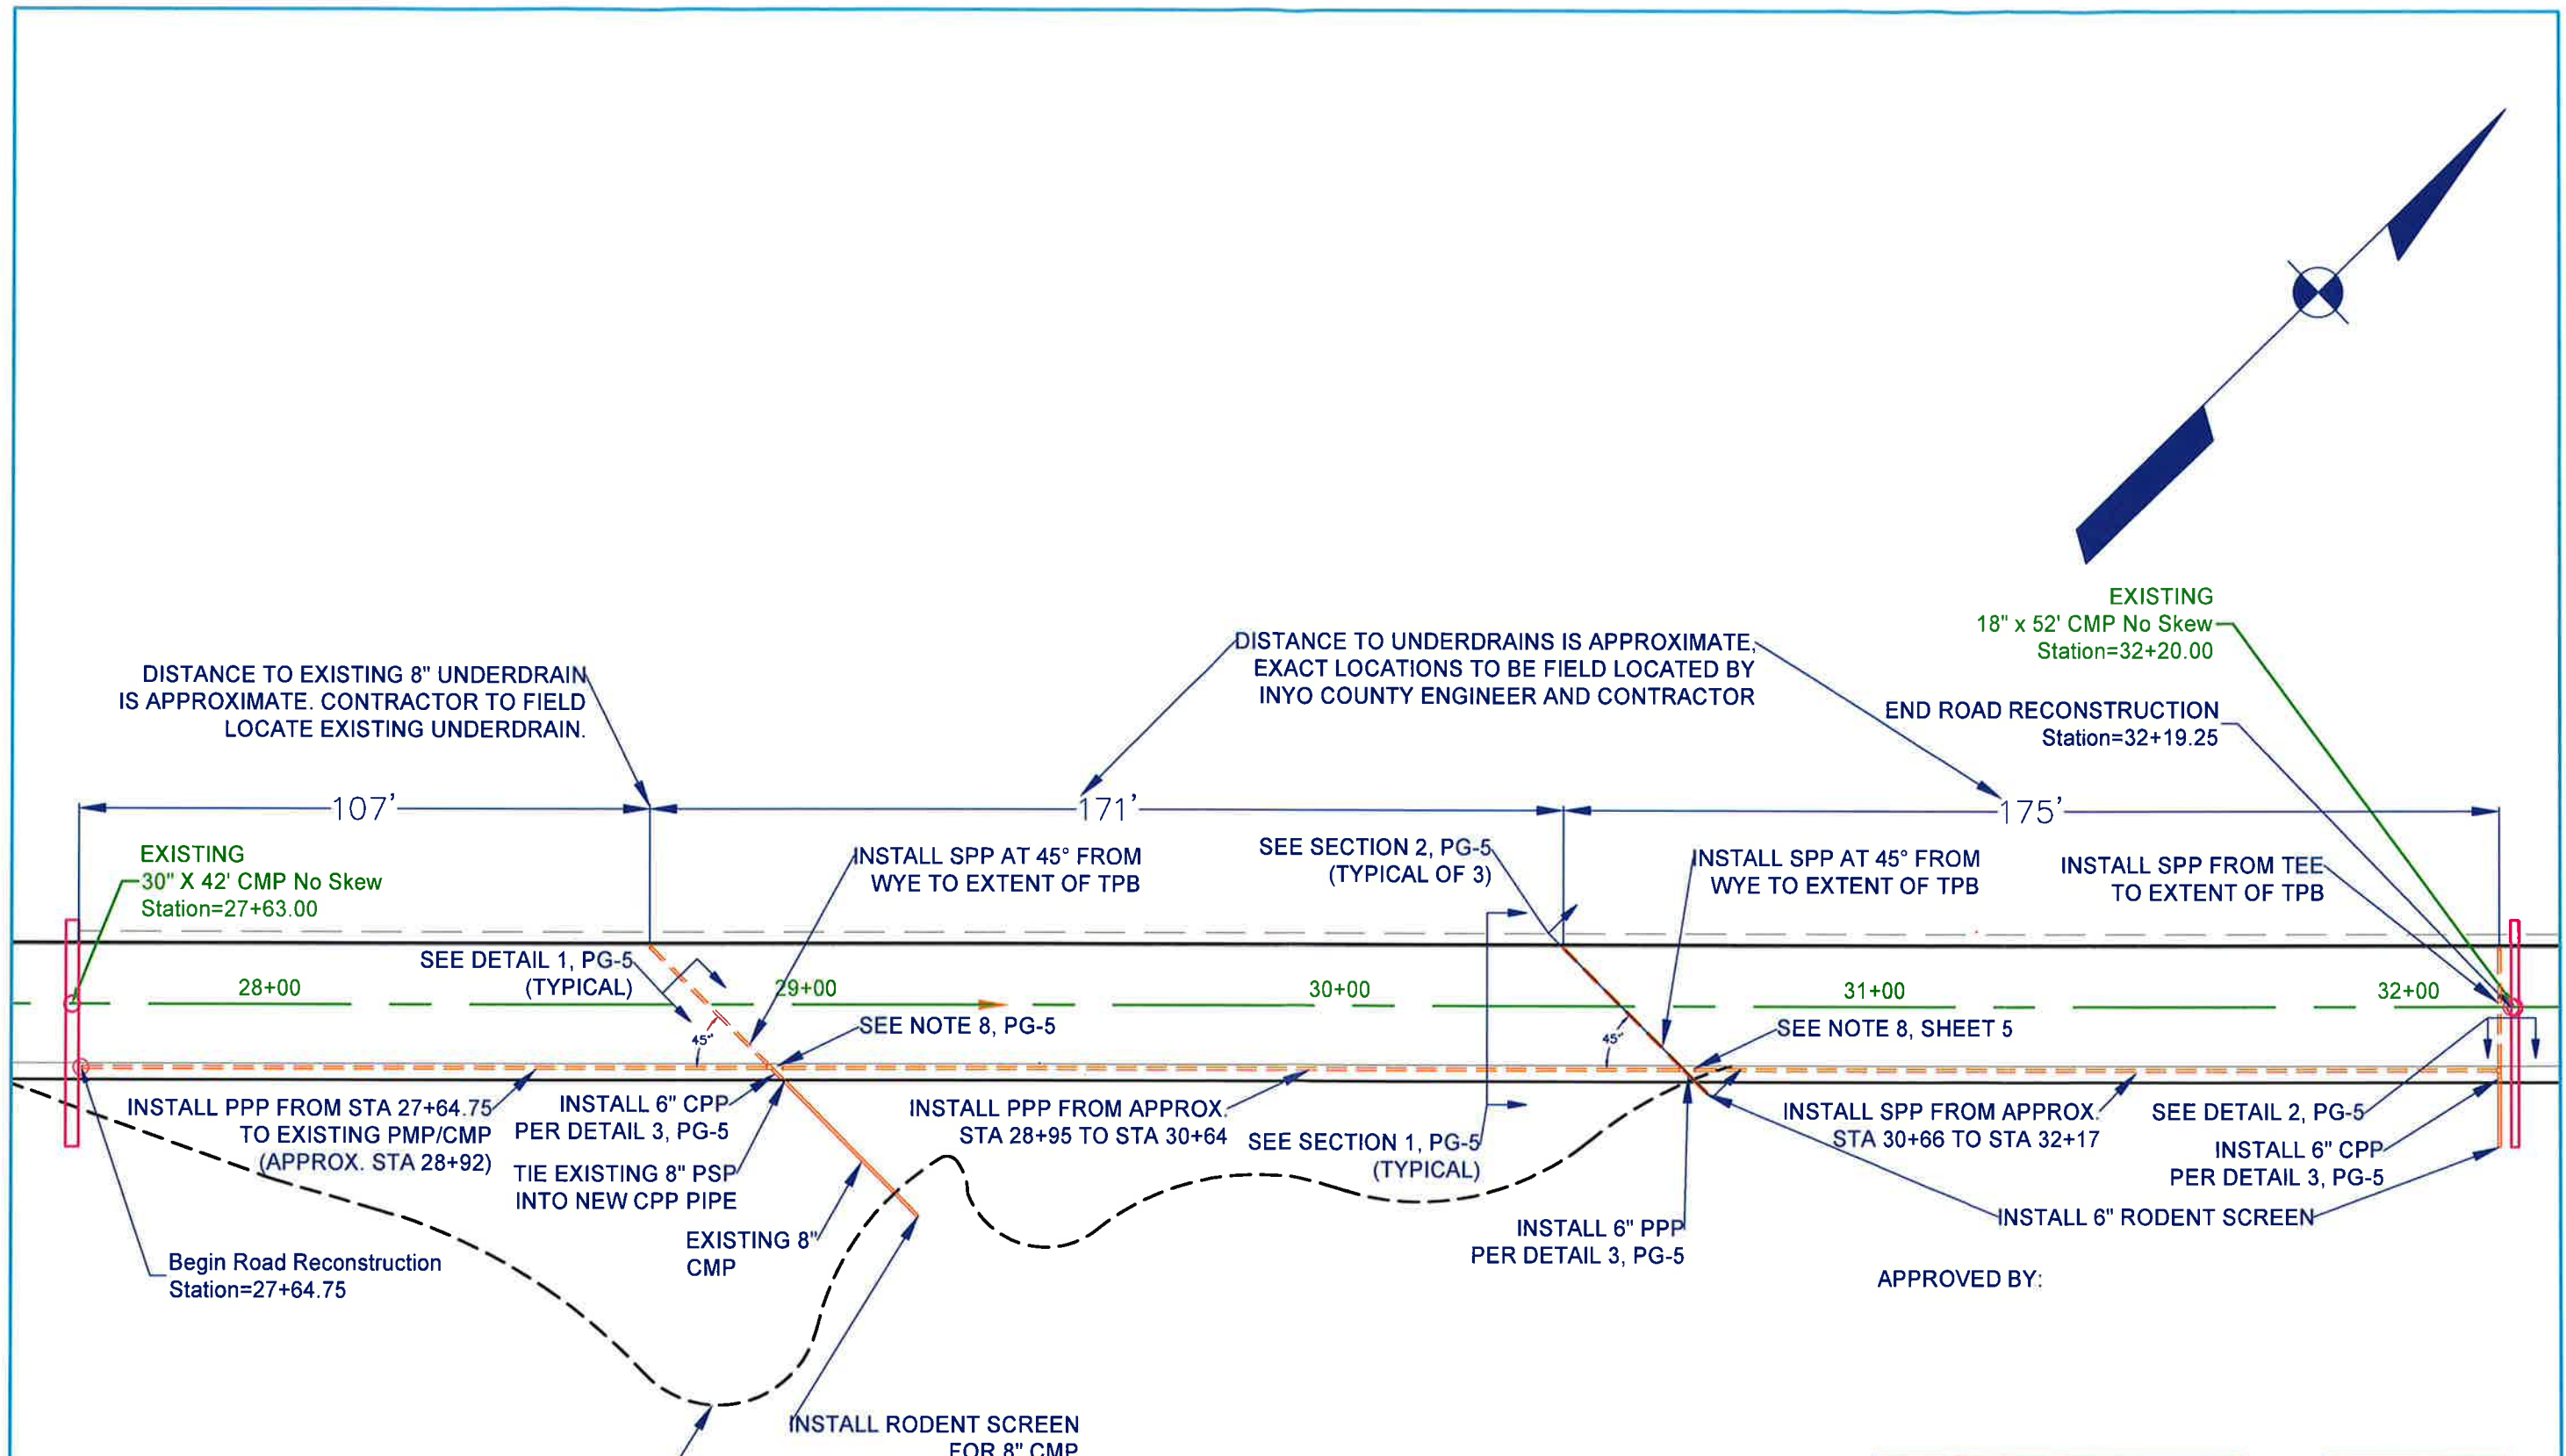 EXISTING
18" x 52' CMP No Skew
Station=32+20.00
DISTANCE TO UNDERDRAINS IS APPROXIMATE,
EXACT LOCATIONS TO BE FIELD LOCATED BY
INYO COUNTY ENGINEER AND CONTRACTOR
DISTANCE TO EXISTING 8" UNDERDRAIN
IS APPROXIMATE. CONTRACTOR TO FIELD
LOCATE EXISTING UNDERDRAIN.
END ROAD RECONSTRUCTION
Station=32+19.25
107'
171'
175'
EXISTING
30" X 42' CMP No Skew
Station=27+63.00
INSTALL SPP AT 45° FROM
WYE TO EXTENT OF TPB
SEE SECTION 2, PG-5
(TYPICAL OF 3)
INSTALL SPP AT 45° FROM
WYE TO EXTENT OF TPB
INSTALL SPP FROM TEE
TO EXTENT OF TPB
SEE DETAIL 1, PG-5
(TYPICAL)
28+00
29+00
30+00
31+00
32+00
45°
SEE NOTE 8, PG-5
45°
SEE NOTE 8, SHEET 5
INSTALL PPP FROM STA 27+64.75
TO EXISTING PMP/CMP
(APPROX. STA 28+92)
INSTALL 6" CPP
PER DETAIL 3, PG-5
TIE EXISTING 8" PSP
INTO NEW CPP PIPE
EXISTING 8"
CMP
INSTALL PPP FROM APPROX.
STA 28+95 TO STA 30+64
SEE SECTION 1, PG-5
(TYPICAL)
INSTALL SPP FROM APPROX.
STA 30+66 TO STA 32+17
SEE DETAIL 2, PG-5
INSTALL 6" CPP
PER DETAIL 3, PG-5
INSTALL 6" RODENT SCREEN
INSTALL 6" PPP
PER DETAIL 3, PG-5
Begin Road Reconstruction
Station=27+64.75
APPROVED BY:
INSTALL RODENT SCREEN
FOR 8" CMP